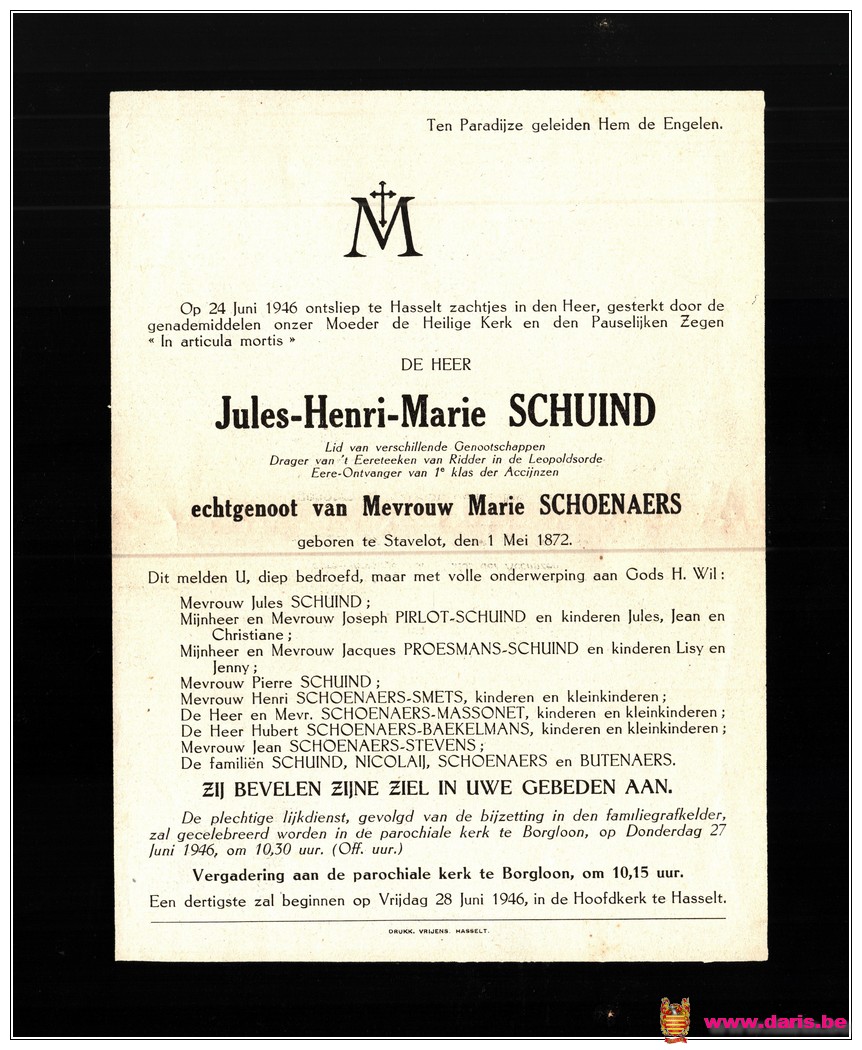 Ten Paradijze geleiden Hem de Engelen.
M
Op 24 Juni 1946 ontsliep te Hasselt zachtjes in den Heer, gesterkt door de
genademiddelen onzer Moeder de Heilige Kerk en den Pauselijken Zegen
« In articula mortis »
DE HEER
Jules-Henri-Marie SCHUIND
Lid van verschillende Genootschappen
Drager van 't Eereteeken van Ridder in de Leopoldsorde
Eere-Ontvanger van 1e klas der Accijnzen
echtgenoot van Mevrouw Marie SCHOENAERS
geboren te Stavelot, den 1 Mei 1872.
Dit melden U, diep bedroefd, maar met volle onderwerping aan Gods H. Wil :
Mevrouw Jules SCHUIND ;
Mijnheer en Mevrouw Joseph PIRLOT-SCHUIND en kinderen Jules, Jean en
Christiane ;
Mijnheer en Mevrouw Jacques PROESMANS-SCHUIND en kinderen Lisy en
Jenny ;
Mevrouw Pierre SCHUIND ;
Mevrouw Henri SCHOENAERS-SMETS, kinderen en kleinkinderen ;
De Heer en Mevr. SCHOENAERS-MASSONET, kinderen en kleinkinderen ;
De Heer Hubert SCHOENAERS-BAEKELMANS, kinderen en kleinkinderen ;
Mevrouw Jean SCHOENAERS-STEVENS ;
De familiën SCHUIND, NICOLAIJ, SCHOENAERS en BUTENAERS.
ZIJ BEVELEN ZIJNE ZIEL IN UWE GEBEDEN AAN.
De plechtige lijkdienst, gevolgd van de bijzetting in den familiegrafkelder,
zal gecelebreerd worden in de parochiale kerk te Borgloon, op Donderdag 27
Juni 1946, om 10,30 uur. (Off. uur.)
Vergadering aan de parochiale kerk te Borgloon, om 10,15 uur.
Een dertigste zal beginnen op Vrijdag 28 Juni 1946, in de Hoofdkerk te Hasselt.
DRUKK. VRIJENS. HASSELT.
www.daris.be